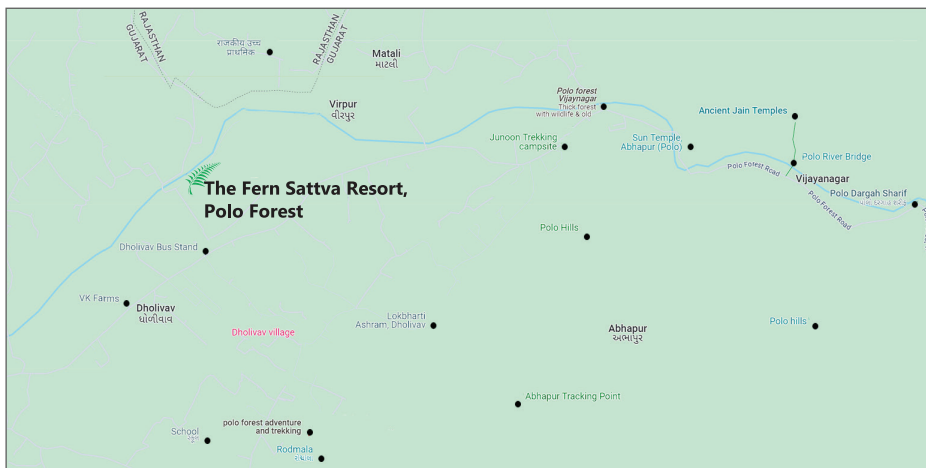 RAJASTHAN
GUJARAT
राजकीय उच्च
प्राथमिक
RAJASTHAN
GUJARAT
Matali
માટલી
Virpur
વીરપુર
Polo forest
Vijaynagar
Thick forest
with wildlife & old
Ancient Jain Temples
Junoon Trekking
campsite
Sun Temple,
Abhapur (Polo)
Polo River Bridge
Polo Forest Road
Vijayanagar
The Fern Sattva Resort,
Polo Forest
Polo Dargah Sharif
Polo Forest Road
Polo Hills
Dholivav Bus Stand
VK Farms
Dholivav
ધોળીવાવ
Lokbharti
Ashram, Dholivav
Dholivav village
Abhapur
અભાપુર
Polo hills
Abhapur Tracking Point
polo forest adventure
and trekking
School
સ્કૂલ
Rodmala